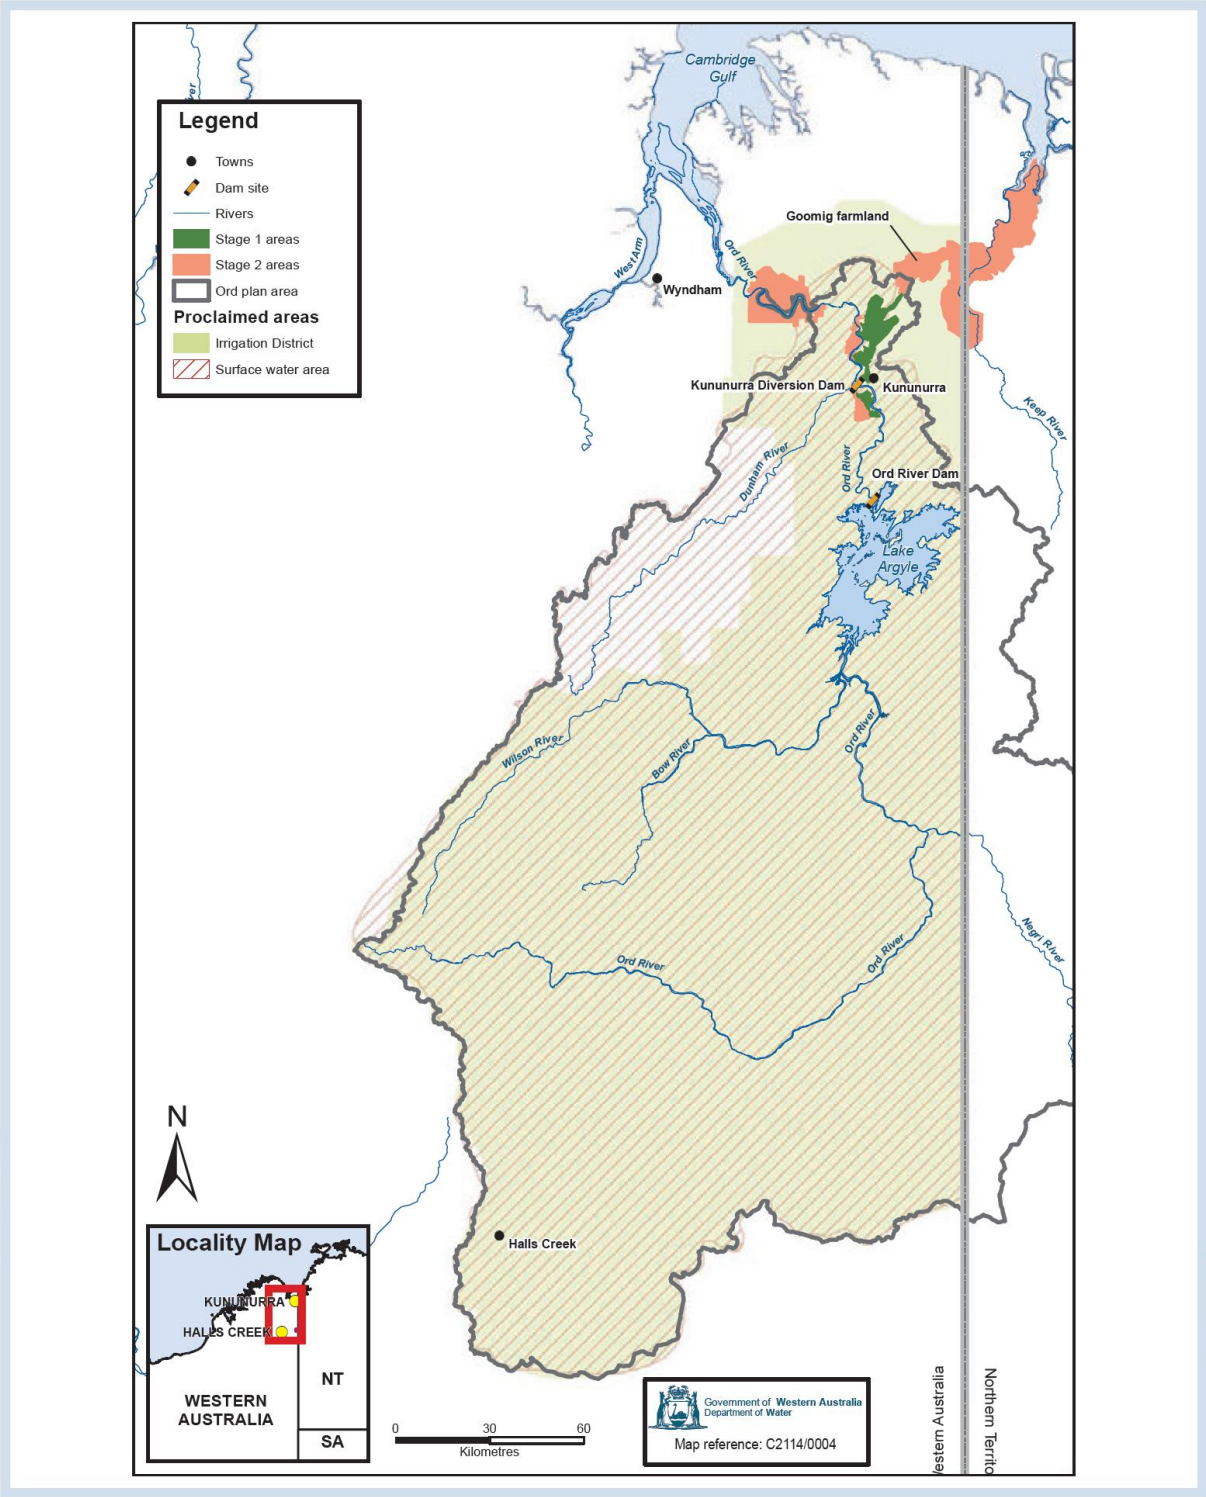 Cambridge
Gulf
ver
Legend
Towns
Dam site
Rivers
Stage 1 areas
Stage 2 areas
Ord plan area
Proclaimed areas
Irrigation District
Surface water area
Goomig farmland
West Arm
Ord River
Wyndham
Kununurra Diversion Dam
Kununurra
Keep River
Dunham River
Ord River
Ord River Dam
Lake
Argyle
Wilson River
Bow River
Ord River
Negri River
Ord River
Ord River
N
Halls Creek
Locality Map
KUNUNURRA
HALLS CREEK
NT
WESTERN
AUSTRALIA
SA
0 30 60
Kilometres
Government of Western Australia
Department of Water
Map reference: C2114/0004
estern Australia
Northern Territo